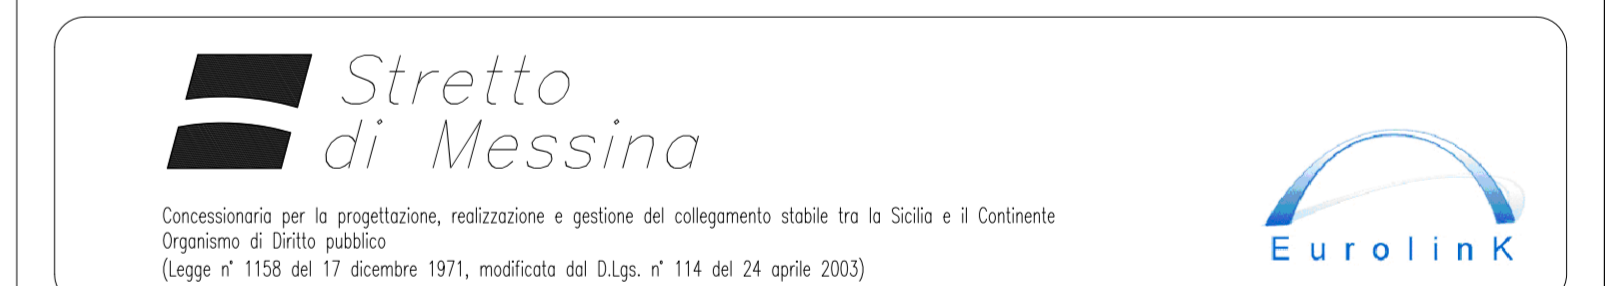 Stretto
di Messina
Concessionaria per la progettazione, realizzazione e gestione del collegamento stabile tra la Sicilia e il Continente
Organismo di Diritto pubblico
(Legge n° 1158 del 17 dicembre 1971, modificata dal D.Lgs. n° 114 del 24 aprile 2003)
EurolinK